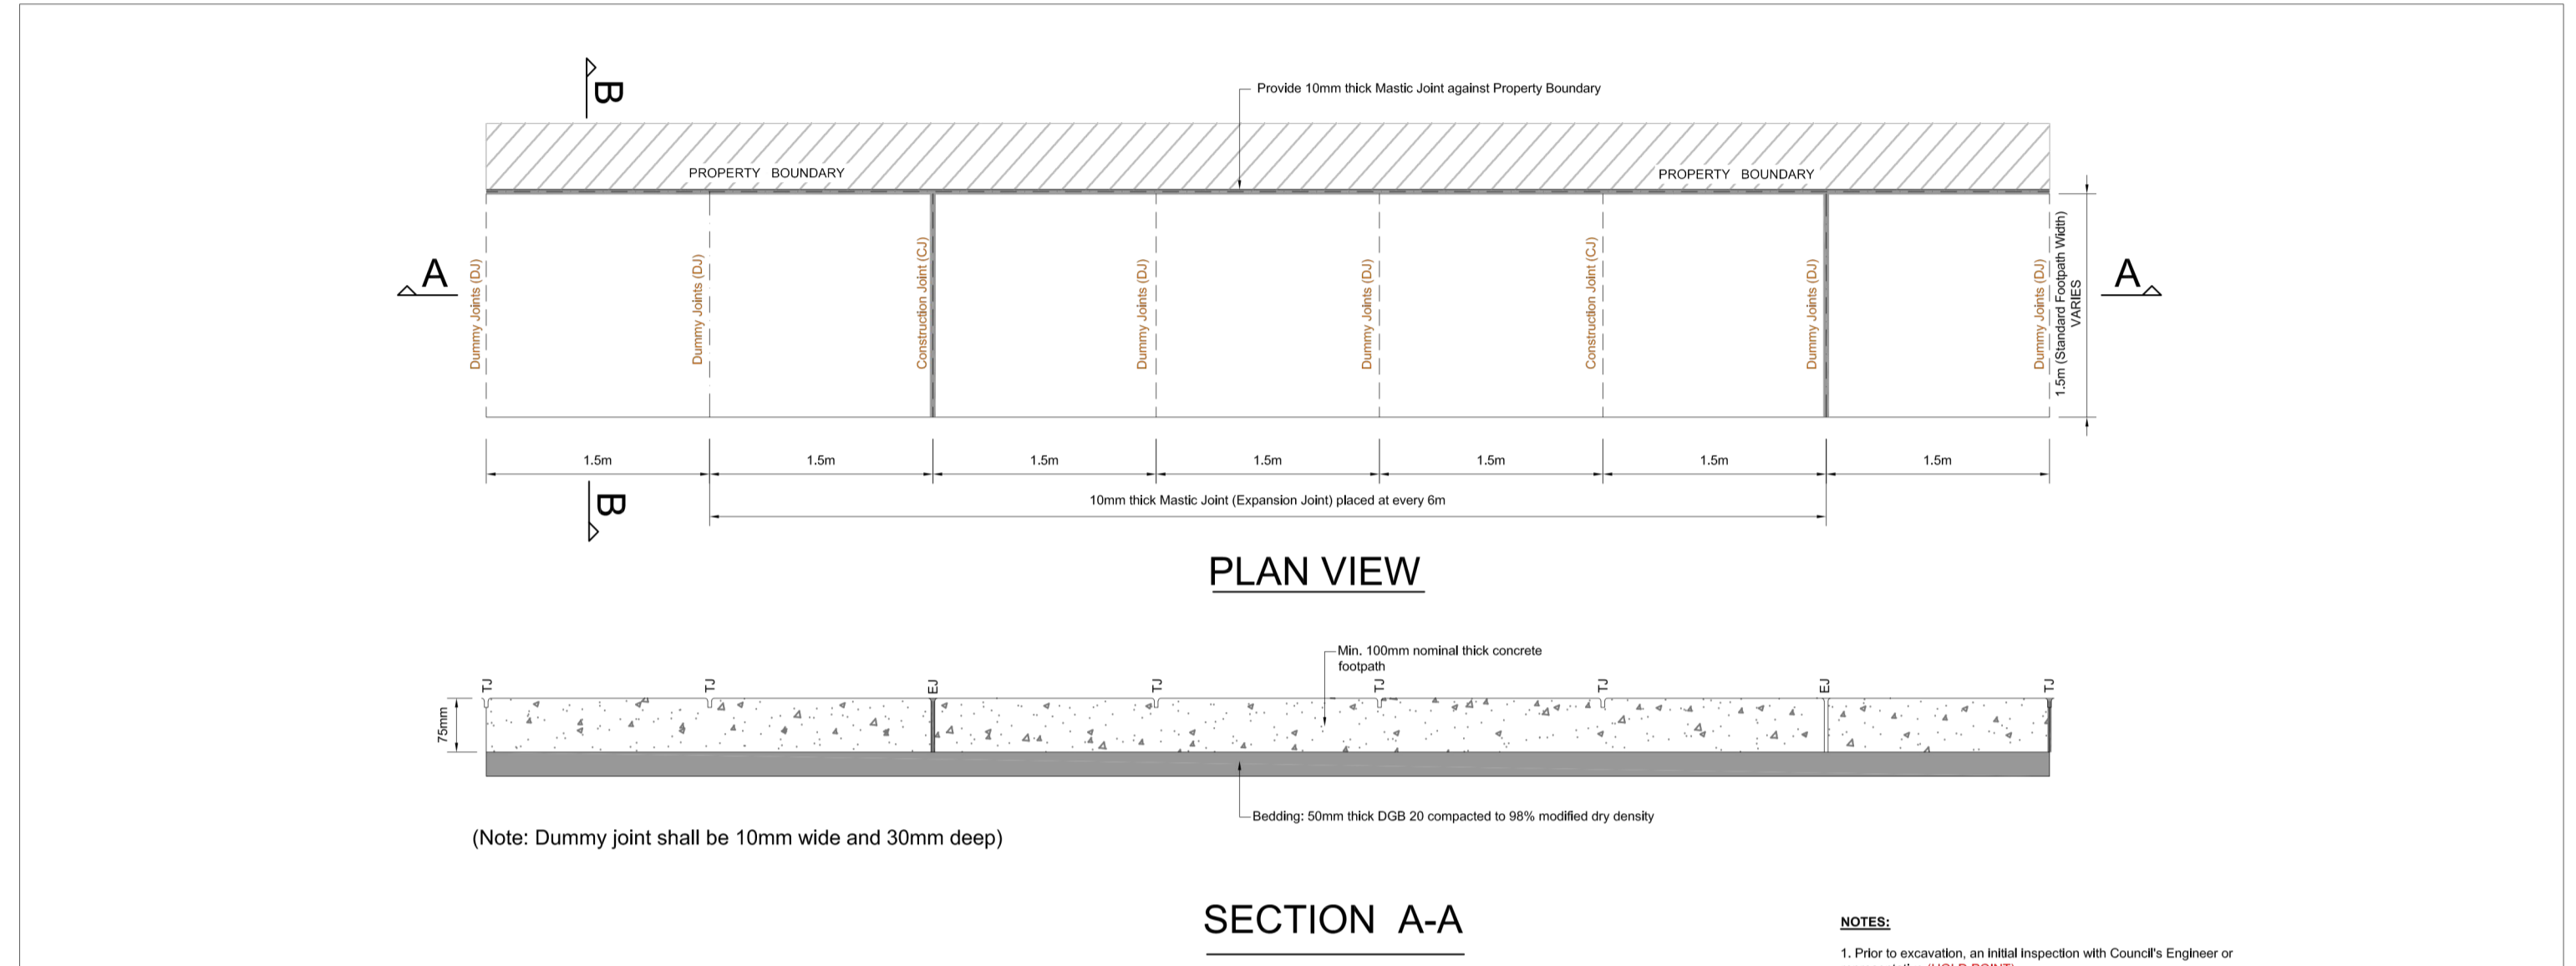 B
Provide 10mm thick Mastic Joint against Property Boundary
PROPERTY BOUNDARY
PROPERTY BOUNDARY
A
Dummy Joints (DJ)
Dummy Joints (DJ)
Construction Joint (CJ)
Dummy Joints (DJ)
Dummy Joints (DJ)
Construction Joint (CJ)
Dummy Joints (DJ)
Dummy Joints (DJ)
1.5m (Standard Footpath Width)
VARIES
A
1.5m
1.5m
1.5m
1.5m
1.5m
1.5m
1.5m
B
10mm thick Mastic Joint (Expansion Joint) placed at every 6m
PLAN VIEW
Min. 100mm nominal thick concrete
footpath
TJ
TJ
EJ
TJ
TJ
TJ
EJ
TJ
75mm
Bedding: 50mm thick DGB 20 compacted to 98% modified dry density
(Note: Dummy joint shall be 10mm wide and 30mm deep)
SECTION A-A
NOTES:
1. Prior to excavation, an initial inspection with Council's Engineer or